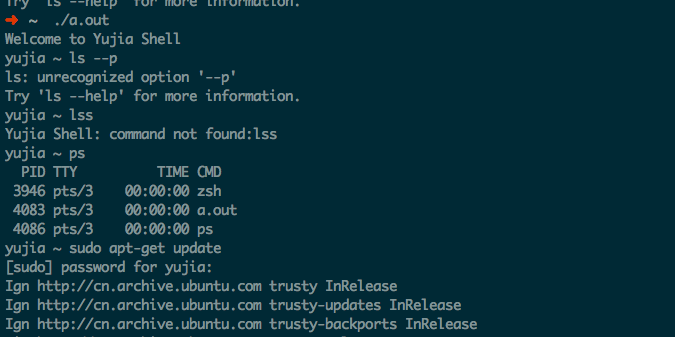 Try 'ls --help' for more information.
➜ ~ ./a.out
Welcome to Yujia Shell
yujia ~ ls --p
ls: unrecognized option '--p'
Try 'ls --help' for more information.
yujia ~ lss
Yujia Shell: command not found:lss
yujia ~ ps
  PID TTY          TIME CMD
 3946 pts/3    00:00:00 zsh
 4083 pts/3    00:00:00 a.out
 4086 pts/3    00:00:00 ps
yujia ~ sudo apt-get update
[sudo] password for yujia:
Ign http://cn.archive.ubuntu.com trusty InRelease
Ign http://cn.archive.ubuntu.com trusty-updates InRelease
Ign http://cn.archive.ubuntu.com trusty-backports InRelease